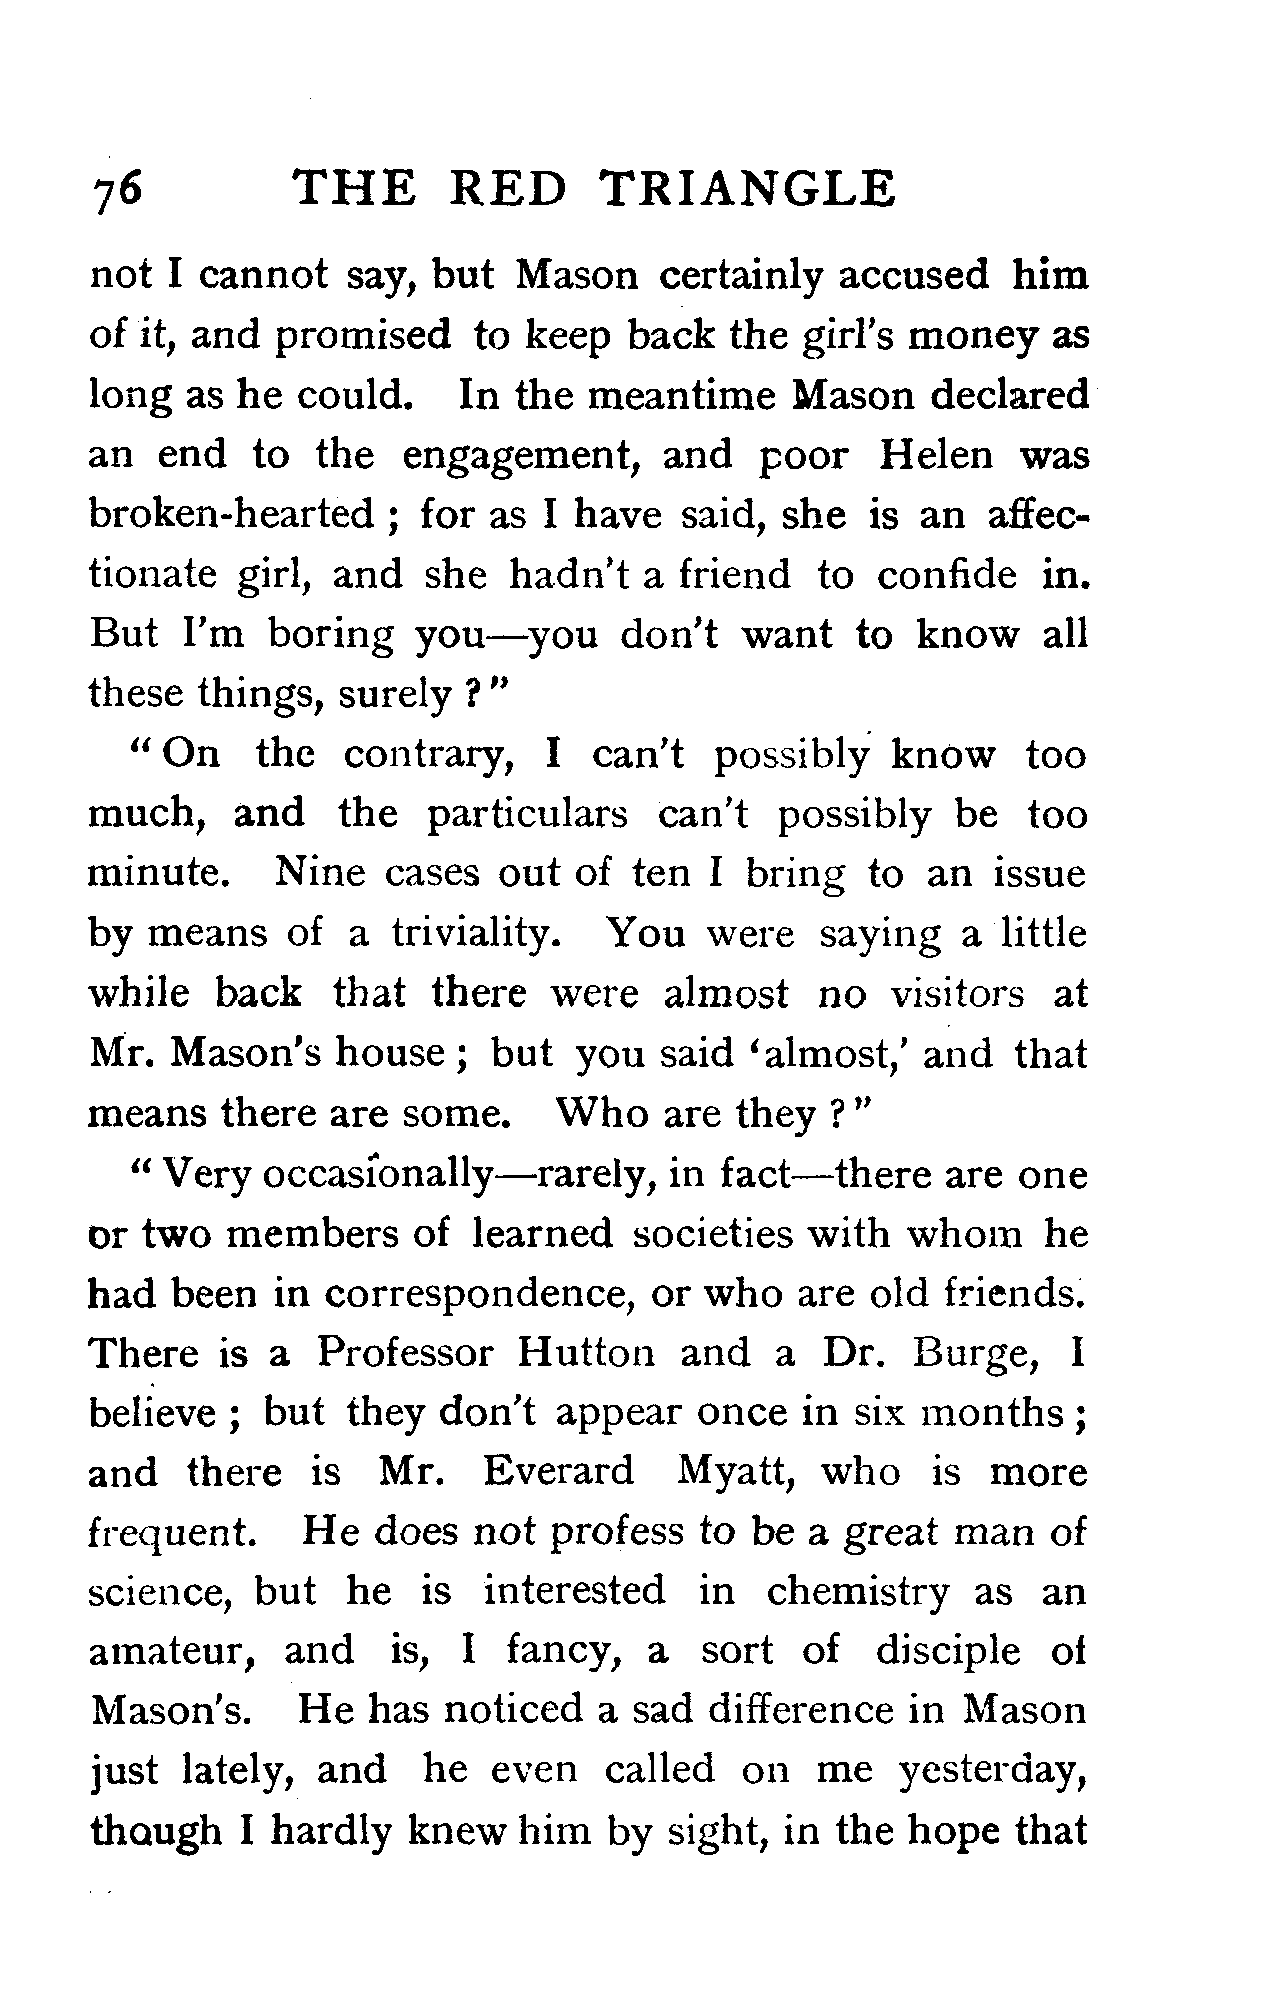 76 THE RED TRIANGLE
not I cannot say, but Mason certainly accused him
of it, and promised to keep back the girl's money as
long as he could. In the meantime Mason declared
an end to the engagement, and poor Helen was
broken-hearted ; for as I have said, she is an affec-
tionate girl, and she hadn't a friend to confide in.
But I'm boring you—you don't want to know all
these things, surely ? "
" On the contrary, I can't possibly know too
much, and the particulars can't possibly be too
minute. Nine cases out of ten I bring to an issue
by means of a triviality. You were saying a little
while back that there were almost no visitors at
Mr. Mason's house ; but you said 'almost,' and that
means there are some. Who are they ? "
" Very occasionally—rarely, in fact—there are one
or two members of learned societies with whom he
had been in correspondence, or who are old friends.
There is a Professor Hutton and a Dr. Burge, I
believe ; but they don't appear once in six months ;
and there is Mr. Everard Myatt, who is more
frequent. He does not profess to be a great man of
science, but he is interested in chemistry as an
amateur, and is, I fancy, a sort of disciple of
Mason's. He has noticed a sad difference in Mason
just lately, and he even called on me yesterday,
though I hardly knew him by sight, in the hope that